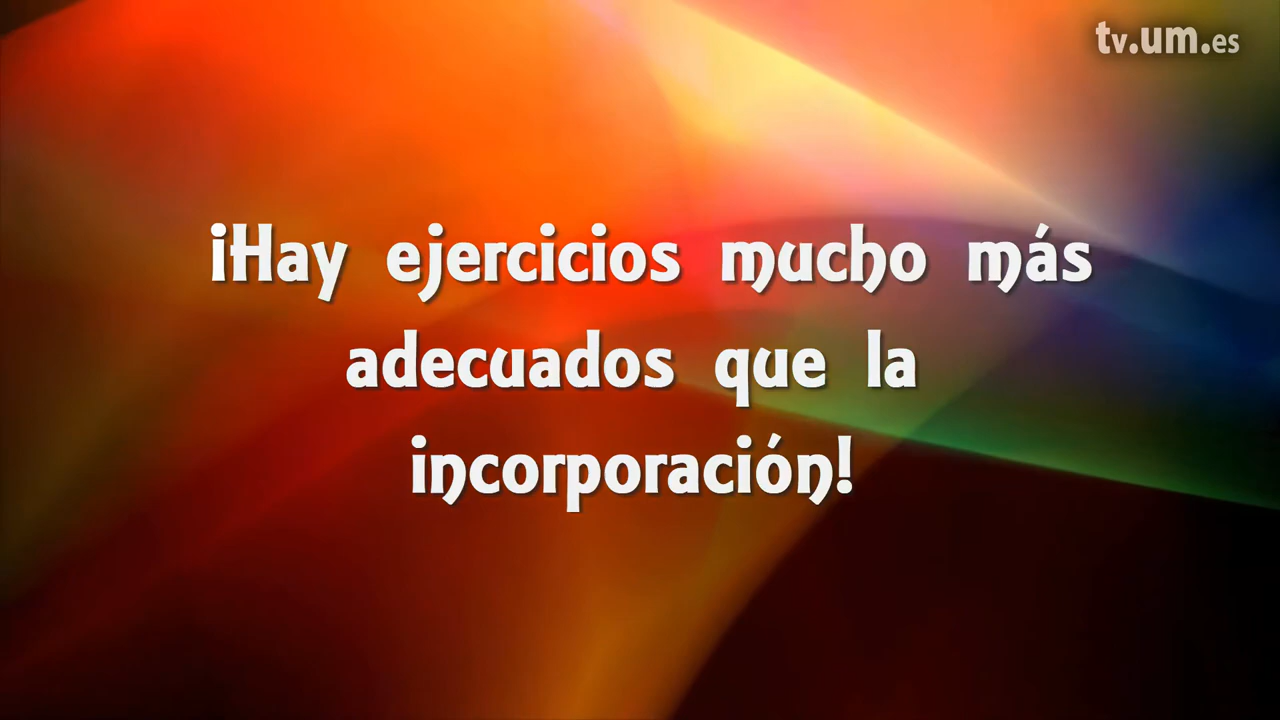 tv.um.es
¡Hay ejercicios mucho más
adecuados que la
incorporación!